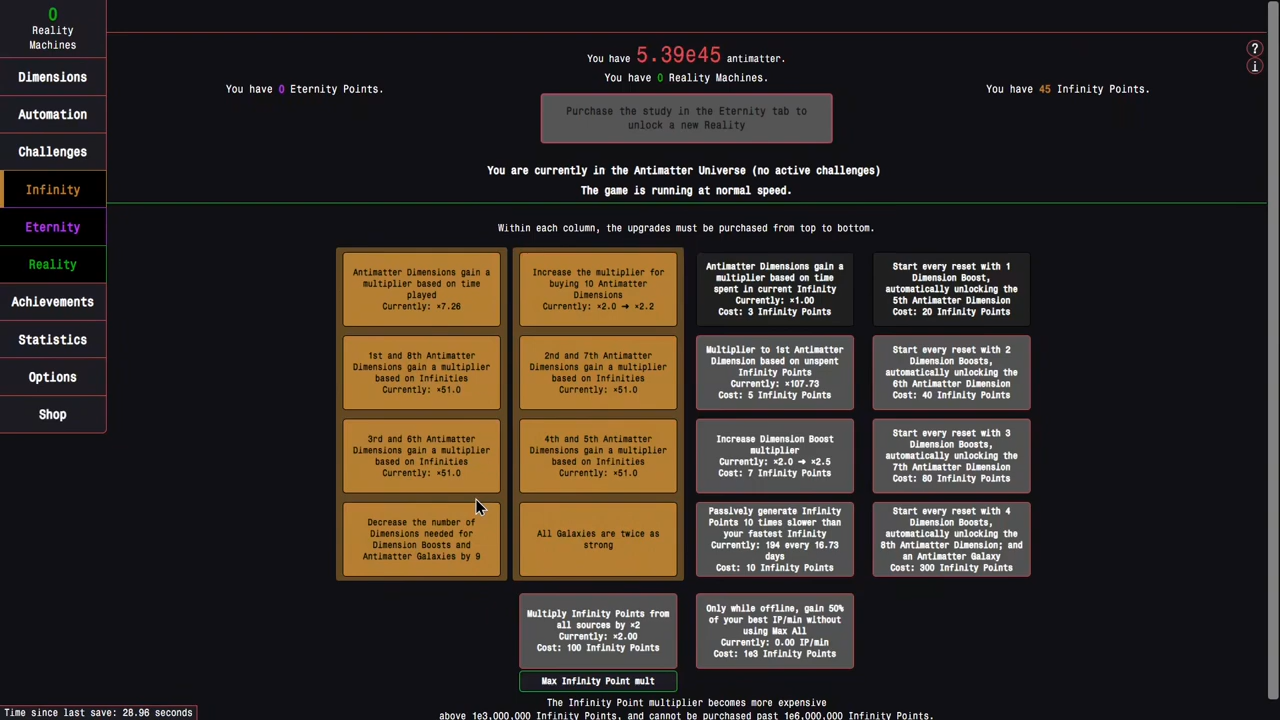 0
Reality
Machines
Dimensions
Automation
Challenges
Infinity
Eternity
Reality
Achievements
Statistics
Options
Shop
You have 5.39e45 antimatter.
You have 0 Reality Machines.
You have 0 Eternity Points.
You have 45 Infinity Points.
?
i
Purchase the study in the Eternity tab to
unlock a new Reality
You are currently in the Antimatter Universe (no active challenges)
The game is running at normal speed.
Within each column, the upgrades must be purchased from top to bottom.
Antimatter Dimensions gain a
multiplier based on time
played
Currently: ×7.26
Increase the multiplier for
buying 10 Antimatter
Dimensions
Currently: ×2.0 ➜ ×2.2
Antimatter Dimensions gain a
multiplier based on time
spent in current Infinity
Currently: ×1.00
Cost: 3 Infinity Points
Start every reset with 1
Dimension Boost,
automatically unlocking the
5th Antimatter Dimension
Cost: 20 Infinity Points
1st and 8th Antimatter
Dimensions gain a multiplier
based on Infinities
Currently: ×51.0
2nd and 7th Antimatter
Dimensions gain a multiplier
based on Infinities
Currently: ×51.0
Multiplier to 1st Antimatter
Dimension based on unspent
Infinity Points
Currently: ×107.73
Cost: 5 Infinity Points
Start every reset with 2
Dimension Boosts,
automatically unlocking the
6th Antimatter Dimension
Cost: 40 Infinity Points
3rd and 6th Antimatter
Dimensions gain a multiplier
based on Infinities
Currently: ×51.0
4th and 5th Antimatter
Dimensions gain a multiplier
based on Infinities
Currently: ×51.0
Increase Dimension Boost
multiplier
Currently: ×2.0 ➜ ×2.5
Cost: 7 Infinity Points
Start every reset with 3
Dimension Boosts,
automatically unlocking the
7th Antimatter Dimension
Cost: 80 Infinity Points
Decrease the number of
Dimensions needed for
Dimension Boosts and
Antimatter Galaxies by 9
All Galaxies are twice as
strong
Passively generate Infinity
Points 10 times slower than
your fastest Infinity
Currently: 194 every 16.73
days
Cost: 10 Infinity Points
Start every reset with 4
Dimension Boosts,
automatically unlocking the
8th Antimatter Dimension; and
an Antimatter Galaxy
Cost: 300 Infinity Points
Multiply Infinity Points from
all sources by ×2
Currently: ×2.00
Cost: 100 Infinity Points
Only while offline, gain 50%
of your best IP/min without
using Max All
Currently: 0.00 IP/min
Cost: 1e3 Infinity Points
Max Infinity Point mult
The Infinity Point multiplier becomes more expensive
above 1e3,000,000 Infinity Points, and cannot be purchased past 1e6,000,000 Infinity Points.
Time since last save: 28.96 seconds